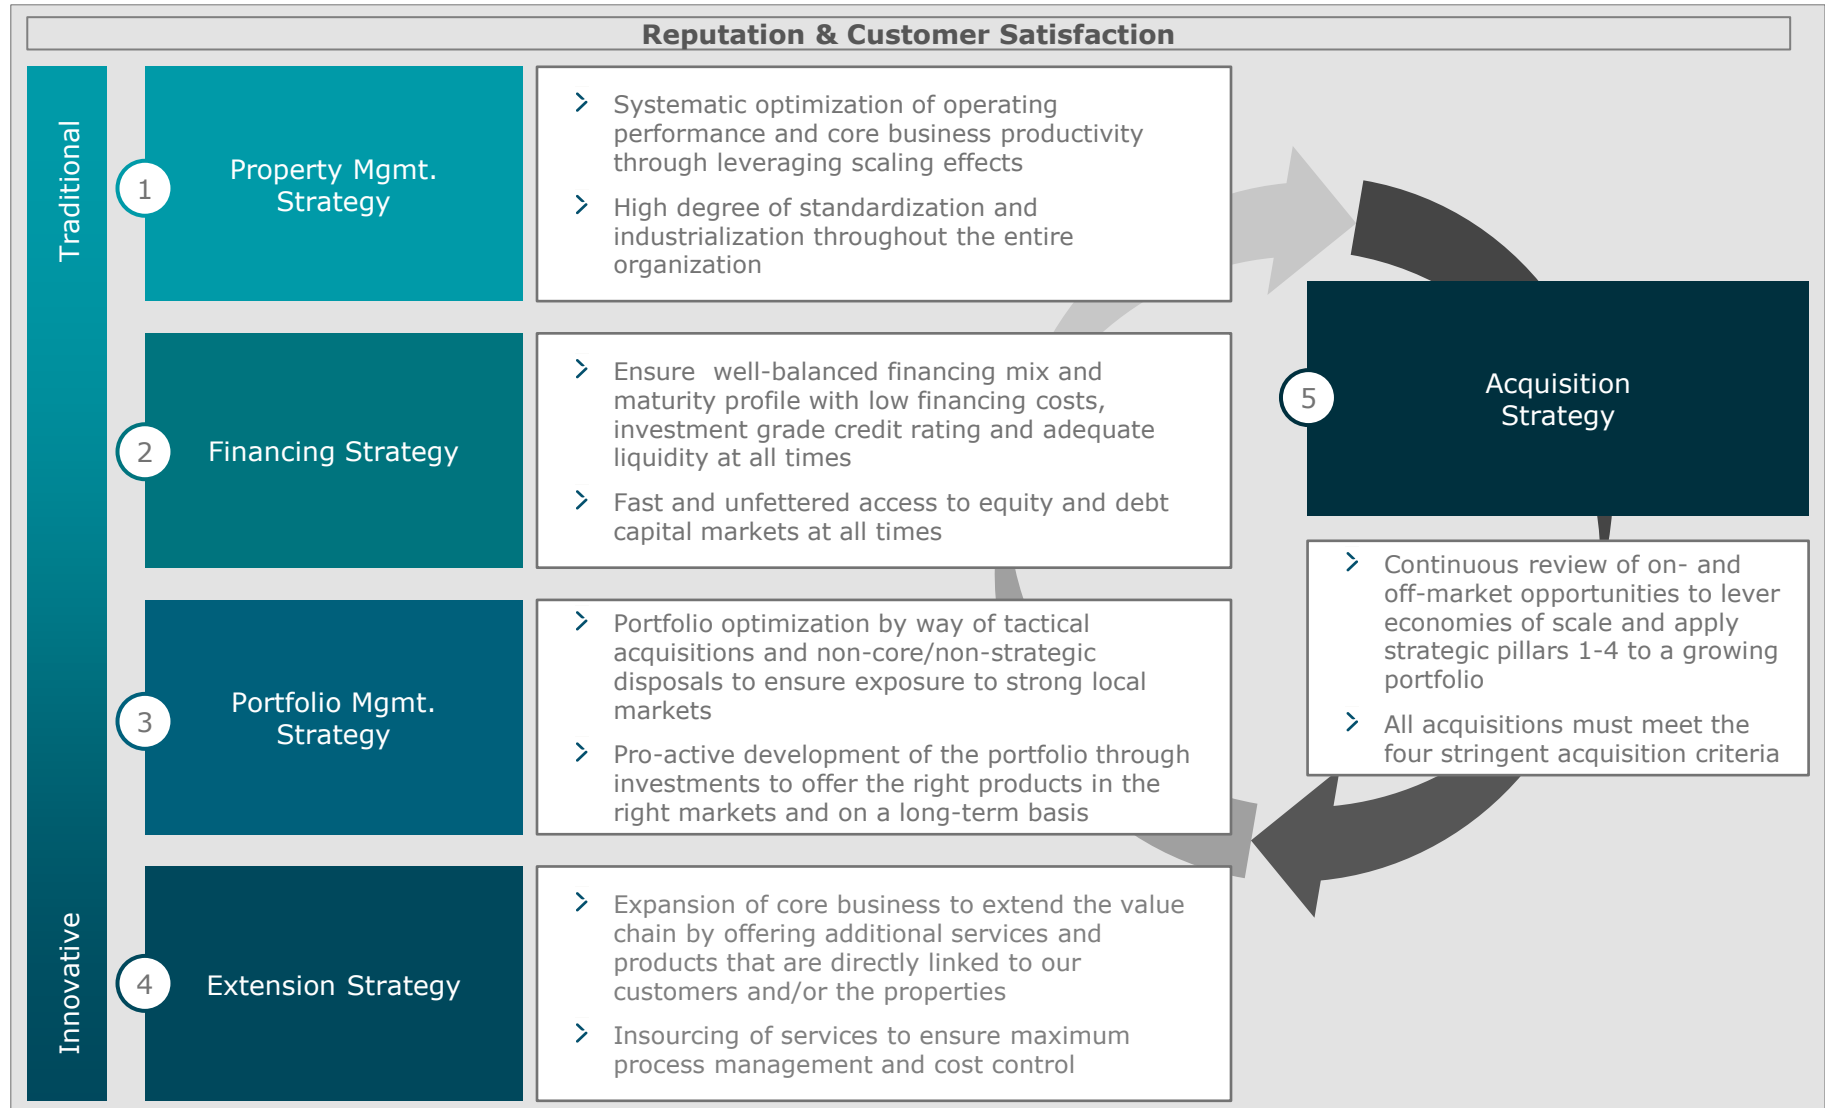 Reputation & Customer Satisfaction
Traditional
Innovative
1
Property Mgmt.
Strategy
Systematic optimization of operating
performance and core business productivity
through leveraging scaling effects
High degree of standardization and
industrialization throughout the entire
organization
2
Financing Strategy
Ensure  well-balanced financing mix and
maturity profile with low financing costs,
investment grade credit rating and adequate
liquidity at all times
Fast and unfettered access to equity and debt
capital markets at all times
3
Portfolio Mgmt.
Strategy
Portfolio optimization by way of tactical
acquisitions and non-core/non-strategic
disposals to ensure exposure to strong local
markets
Pro-active development of the portfolio through
investments to offer the right products in the
right markets and on a long-term basis
4
Extension Strategy
Expansion of core business to extend the value
chain by offering additional services and
products that are directly linked to our
customers and/or the properties
Insourcing of services to ensure maximum
process management and cost control
5
Acquisition
Strategy
Continuous review of on- and
off-market opportunities to lever
economies of scale and apply
strategic pillars 1-4 to a growing
portfolio
All acquisitions must meet the
four stringent acquisition criteria